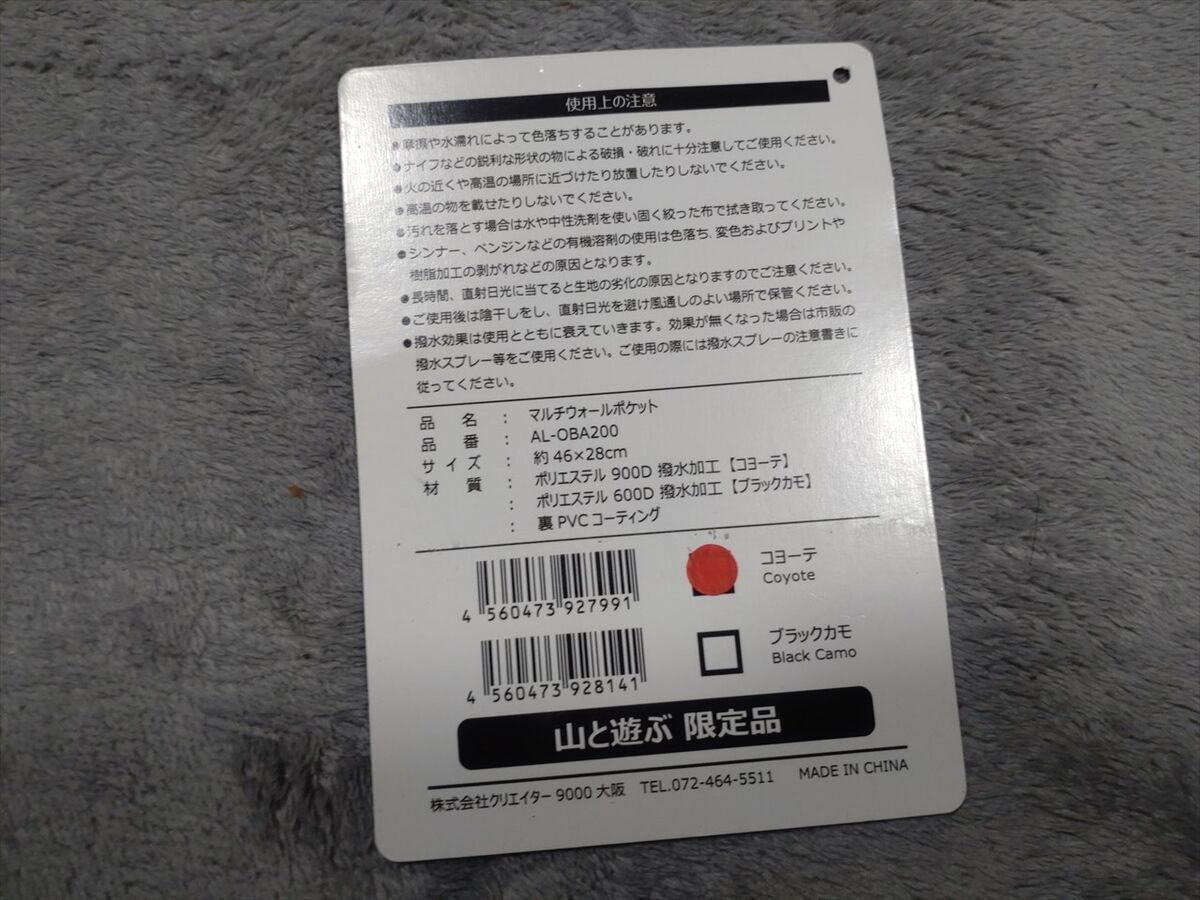 使用上の注意
●摩擦や水濡れによって色落ちすることがあります。
●ナイフなどの鋭利な形状の物による破損・破れに十分注意してご使用ください。
●火の近くや高温の場所に近づけたり放置したりしないでください。
●高温の物を載せたりしないでください。
●汚れを落とす場合は水や中性洗剤を使い固く絞った布で拭き取ってください。
●シンナー、ベンジンなどの有機溶剤の使用は色落ち、変色およびプリントや
樹脂加工の剥がれなどの原因となります。
●長時間、直射日光に当てると生地の劣化の原因となりますのでご注意ください。
●ご使用後は陰干しをし、直射日光を避け風通しのよい場所で保管ください。
●撥水効果は使用とともに衰えていきます。効果が無くなった場合は市販の
撥水スプレー等をご使用ください。ご使用の際には撥水スプレーの注意書きに
従ってください。
品名 : マルチウォールポケット
品番 : AL-OBA200
サイズ : 約46×28cm
材質 : ポリエステル 900D 撥水加工【コヨーテ】
: ポリエステル 600D 撥水加工【ブラックカモ】
: 裏PVCコーティング
コヨーテ
Coyote
4 560473 927991
ブラックカモ
Black Camo
4 560473 928141
山と遊ぶ 限定品
株式会社クリエイター 9000 大阪 TEL.072-464-5511 MADE IN CHINA